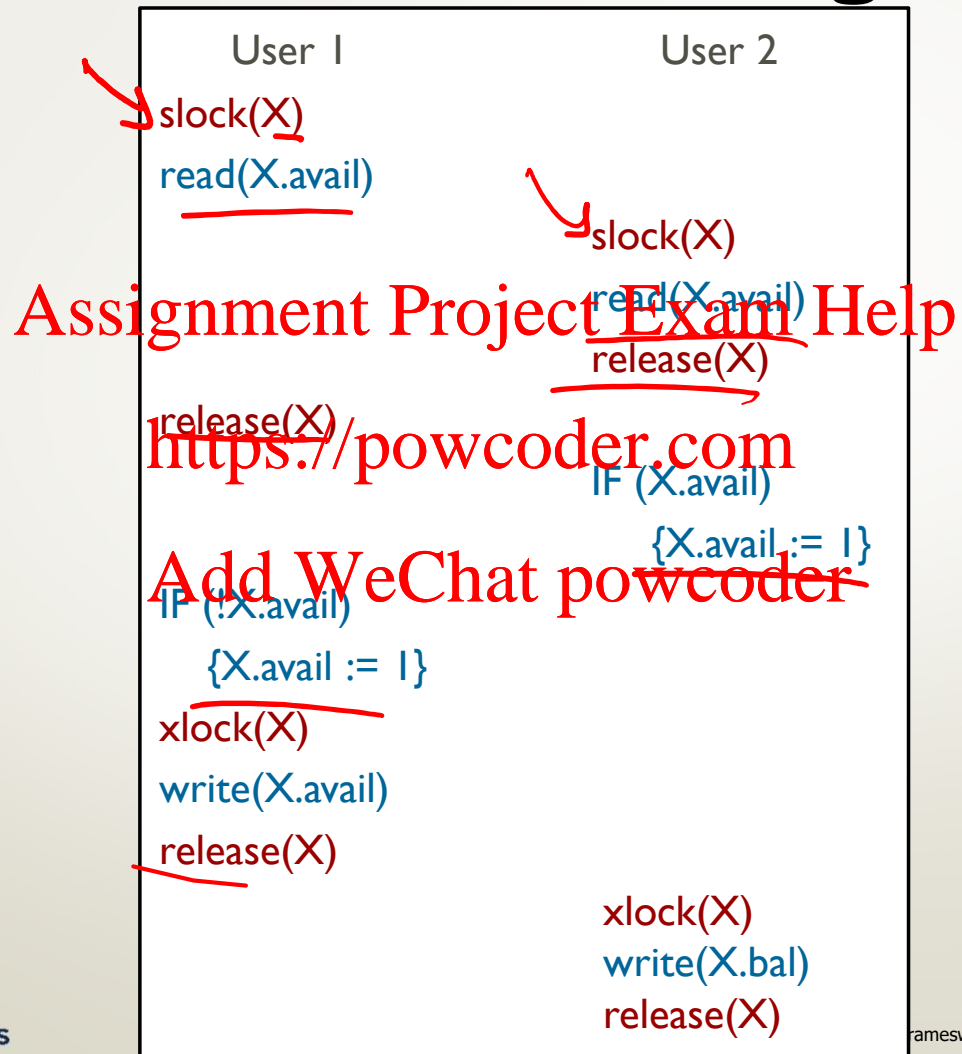 User 1 User 2
slock(X)
read(X.avail)
slock(X)
read(X.avail)
Assignment Project Exam Help
release(X)
release(X)
https://powcoder.com
IF (X.avail)
{X.avail := 1}
Add WeChat powcoder
IF (!X.avail)
{X.avail := 1}
xlock(X)
write(X.avail)
release(X)
xlock(X)
write(X.bal)
release(X)
s